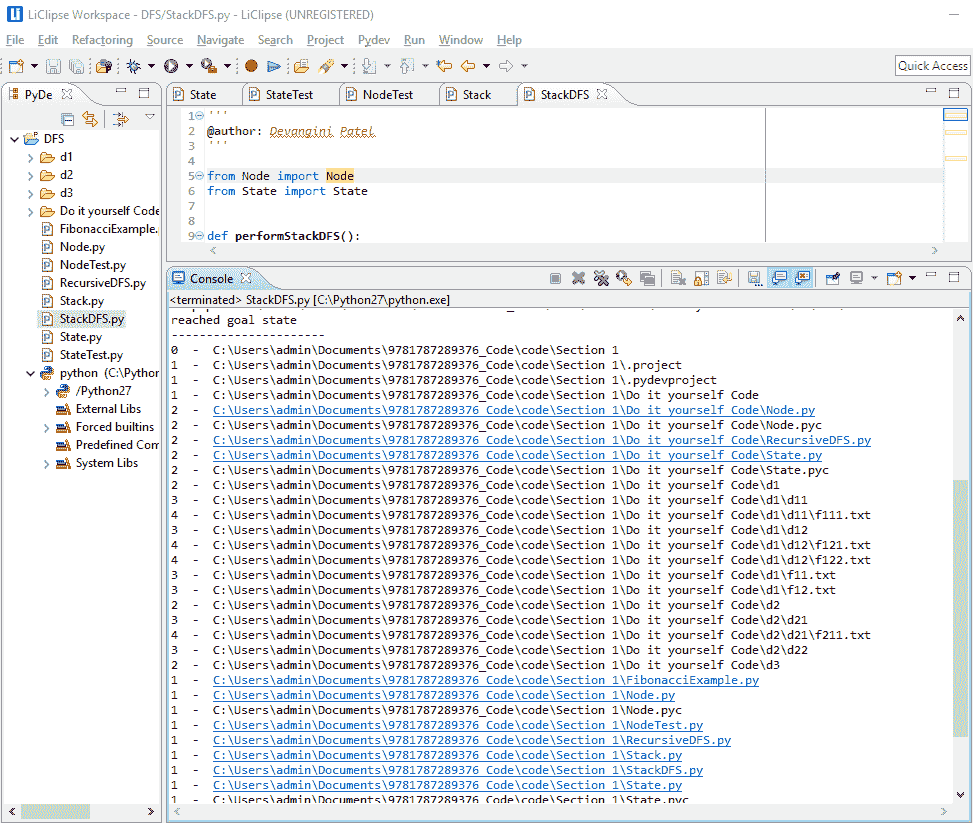 LiClipse Workspace - DFS/StackDFS.py - LiClipse (UNREGISTERED)
File Edit Refactoring Source Navigate Search Project Pydev Run Window Help
Quick Access
PyDe
DFS
d1
d2
d3
Do it yourself Code
FibonacciExample.
Node.py
NodeTest.py
RecursiveDFS.py
Stack.py
StackDFS.py
State.py
StateTest.py
python (C:\Python
/Python27
External Libs
Forced builtins
Predefined Com
System Libs
State StateTest NodeTest Stack StackDFS
1 '''
2 @author: Devangini Patel
3 '''
4
5 from Node import Node
6 from State import State
7
8
9 def performStackDFS():
Console
<terminated> StackDFS.py [C:\Python27\python.exe]
reached goal state
----------------------
0 - C:\Users\admin\Documents\9781787289376_Code\code\Section 1
1 - C:\Users\admin\Documents\9781787289376_Code\code\Section 1\.project
1 - C:\Users\admin\Documents\9781787289376_Code\code\Section 1\.pydevproject
1 - C:\Users\admin\Documents\9781787289376_Code\code\Section 1\Do it yourself Code
2 - C:\Users\admin\Documents\9781787289376_Code\code\Section 1\Do it yourself Code\Node.py
2 - C:\Users\admin\Documents\9781787289376_Code\code\Section 1\Do it yourself Code\Node.pyc
2 - C:\Users\admin\Documents\9781787289376_Code\code\Section 1\Do it yourself Code\RecursiveDFS.py
2 - C:\Users\admin\Documents\9781787289376_Code\code\Section 1\Do it yourself Code\State.py
2 - C:\Users\admin\Documents\9781787289376_Code\code\Section 1\Do it yourself Code\State.pyc
2 - C:\Users\admin\Documents\9781787289376_Code\code\Section 1\Do it yourself Code\d1
3 - C:\Users\admin\Documents\9781787289376_Code\code\Section 1\Do it yourself Code\d1\d11
4 - C:\Users\admin\Documents\9781787289376_Code\code\Section 1\Do it yourself Code\d1\d11\f111.txt
3 - C:\Users\admin\Documents\9781787289376_Code\code\Section 1\Do it yourself Code\d1\d12
4 - C:\Users\admin\Documents\9781787289376_Code\code\Section 1\Do it yourself Code\d1\d12\f121.txt
4 - C:\Users\admin\Documents\9781787289376_Code\code\Section 1\Do it yourself Code\d1\d12\f122.txt
3 - C:\Users\admin\Documents\9781787289376_Code\code\Section 1\Do it yourself Code\d1\f11.txt
3 - C:\Users\admin\Documents\9781787289376_Code\code\Section 1\Do it yourself Code\d1\f12.txt
2 - C:\Users\admin\Documents\9781787289376_Code\code\Section 1\Do it yourself Code\d2
3 - C:\Users\admin\Documents\9781787289376_Code\code\Section 1\Do it yourself Code\d2\d21
4 - C:\Users\admin\Documents\9781787289376_Code\code\Section 1\Do it yourself Code\d2\d21\f211.txt
3 - C:\Users\admin\Documents\9781787289376_Code\code\Section 1\Do it yourself Code\d2\d22
2 - C:\Users\admin\Documents\9781787289376_Code\code\Section 1\Do it yourself Code\d3
1 - C:\Users\admin\Documents\9781787289376_Code\code\Section 1\FibonacciExample.py
1 - C:\Users\admin\Documents\9781787289376_Code\code\Section 1\Node.py
1 - C:\Users\admin\Documents\9781787289376_Code\code\Section 1\Node.pyc
1 - C:\Users\admin\Documents\9781787289376_Code\code\Section 1\NodeTest.py
1 - C:\Users\admin\Documents\9781787289376_Code\code\Section 1\RecursiveDFS.py
1 - C:\Users\admin\Documents\9781787289376_Code\code\Section 1\Stack.py
1 - C:\Users\admin\Documents\9781787289376_Code\code\Section 1\StackDFS.py
1 - C:\Users\admin\Documents\9781787289376_Code\code\Section 1\State.py
1 - C:\Users\admin\Documents\9781787289376_Code\code\Section 1\State.pyc